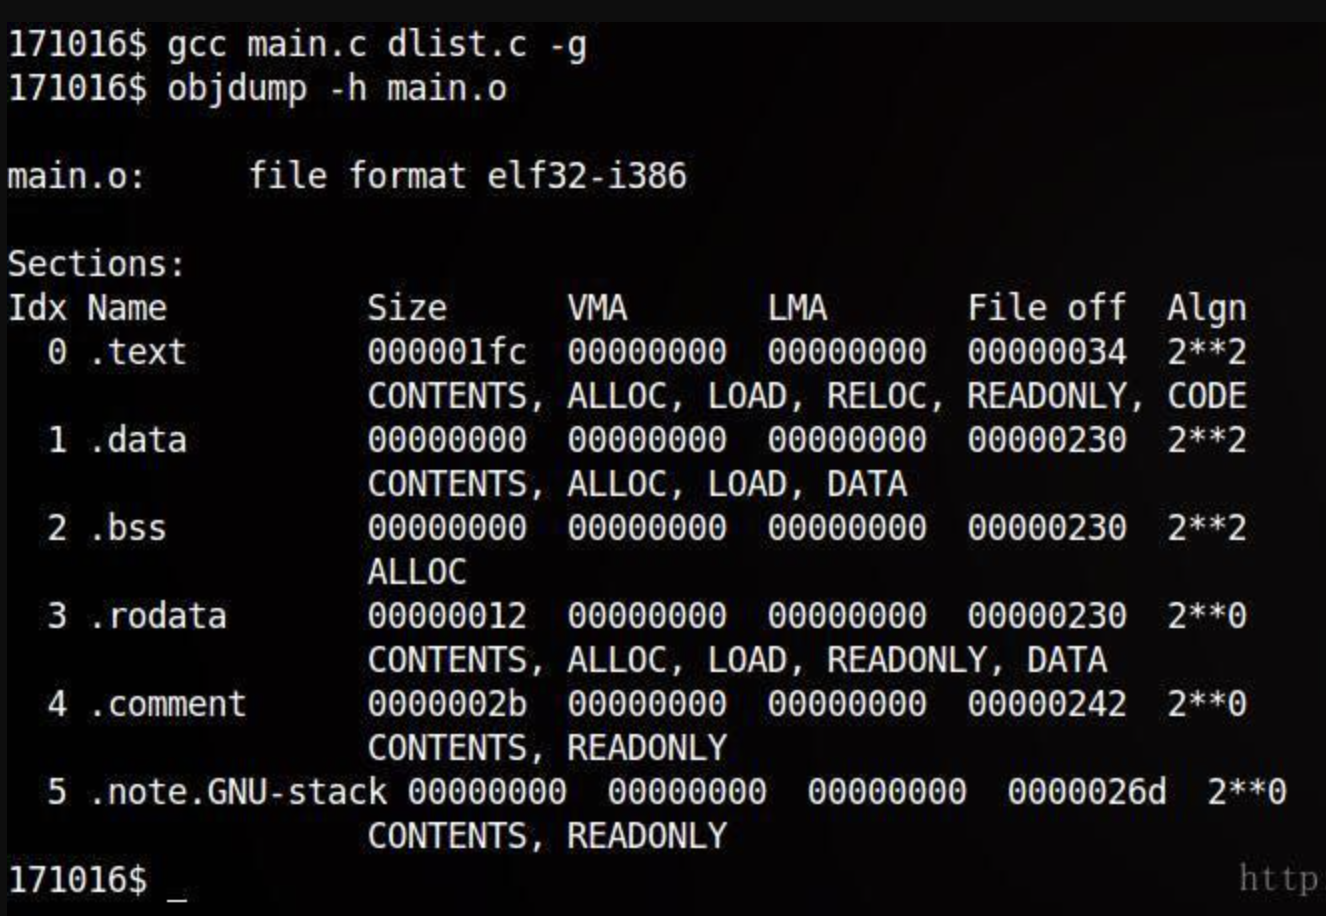 171016$ gcc main.c dlist.c -g
171016$ objdump -h main.o
main.o:     file format elf32-i386
Sections:
Idx Name          Size      VMA       LMA       File off  Algn
  0 .text         000001fc  00000000  00000000  00000034  2**2
                  CONTENTS, ALLOC, LOAD, RELOC, READONLY, CODE
  1 .data         00000000  00000000  00000000  00000230  2**2
                  CONTENTS, ALLOC, LOAD, DATA
  2 .bss          00000000  00000000  00000000  00000230  2**2
                  ALLOC
  3 .rodata       00000012  00000000  00000000  00000230  2**0
                  CONTENTS, ALLOC, LOAD, READONLY, DATA
  4 .comment      0000002b  00000000  00000000  00000242  2**0
                  CONTENTS, READONLY
  5 .note.GNU-stack 00000000  00000000  00000000  0000026d  2**0
                  CONTENTS, READONLY
171016$ _
http